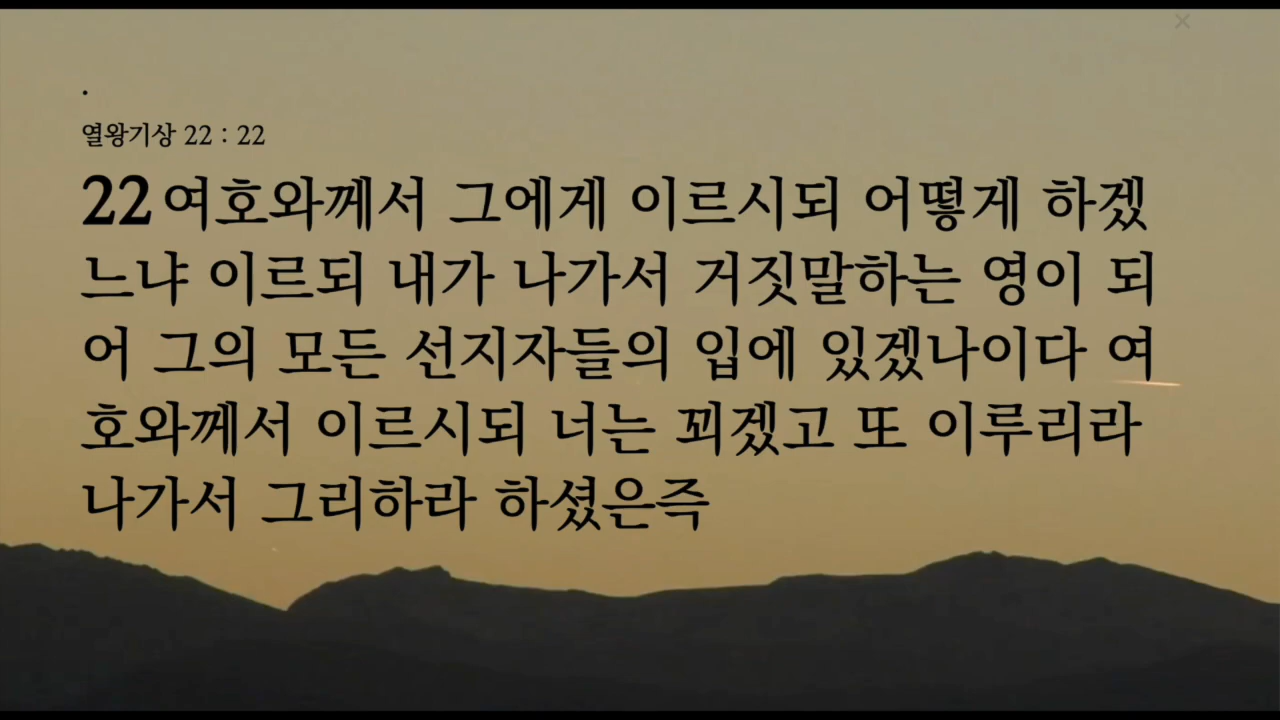 .
열왕기상 22 : 22
22 여호와께서 그에게 이르시되 어떻게 하겠
느냐 이르되 내가 나가서 거짓말하는 영이 되
어 그의 모든 선지자들의 입에 있겠나이다 여
호와께서 이르시되 너는 꾀겠고 또 이루리라
나가서 그리하라 하셨은즉